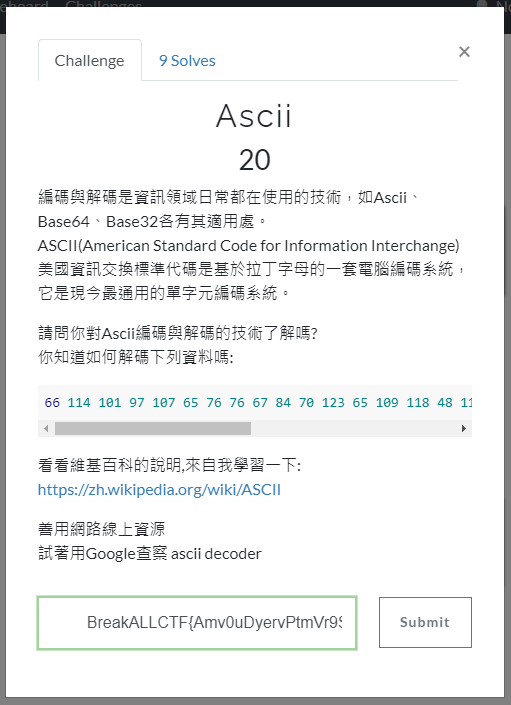 Challenges
Challenge
9 Solves
×
Ascii
20
編碼與解碼是資訊領域日常都在使用的技術，如Ascii、
Base64、Base32各有其適用處。
ASCII(American Standard Code for Information Interchange)
美國資訊交換標準代碼是基於拉丁字母的一套電腦編碼系統，
它是現今最通用的單字元編碼系統。
請問你對Ascii編碼與解碼的技術了解嗎?
你知道如何解碼下列資料嗎:
66 114 101 97 107 65 76 76 67 84 70 123 65 109 118 48 11
看看維基百科的說明,來自我學習一下:
https://zh.wikipedia.org/wiki/ASCII
善用網路線上資源
試著用Google查察 ascii decoder
BreakALLCTF{Amv0uDyervPtmVr9S
Submit